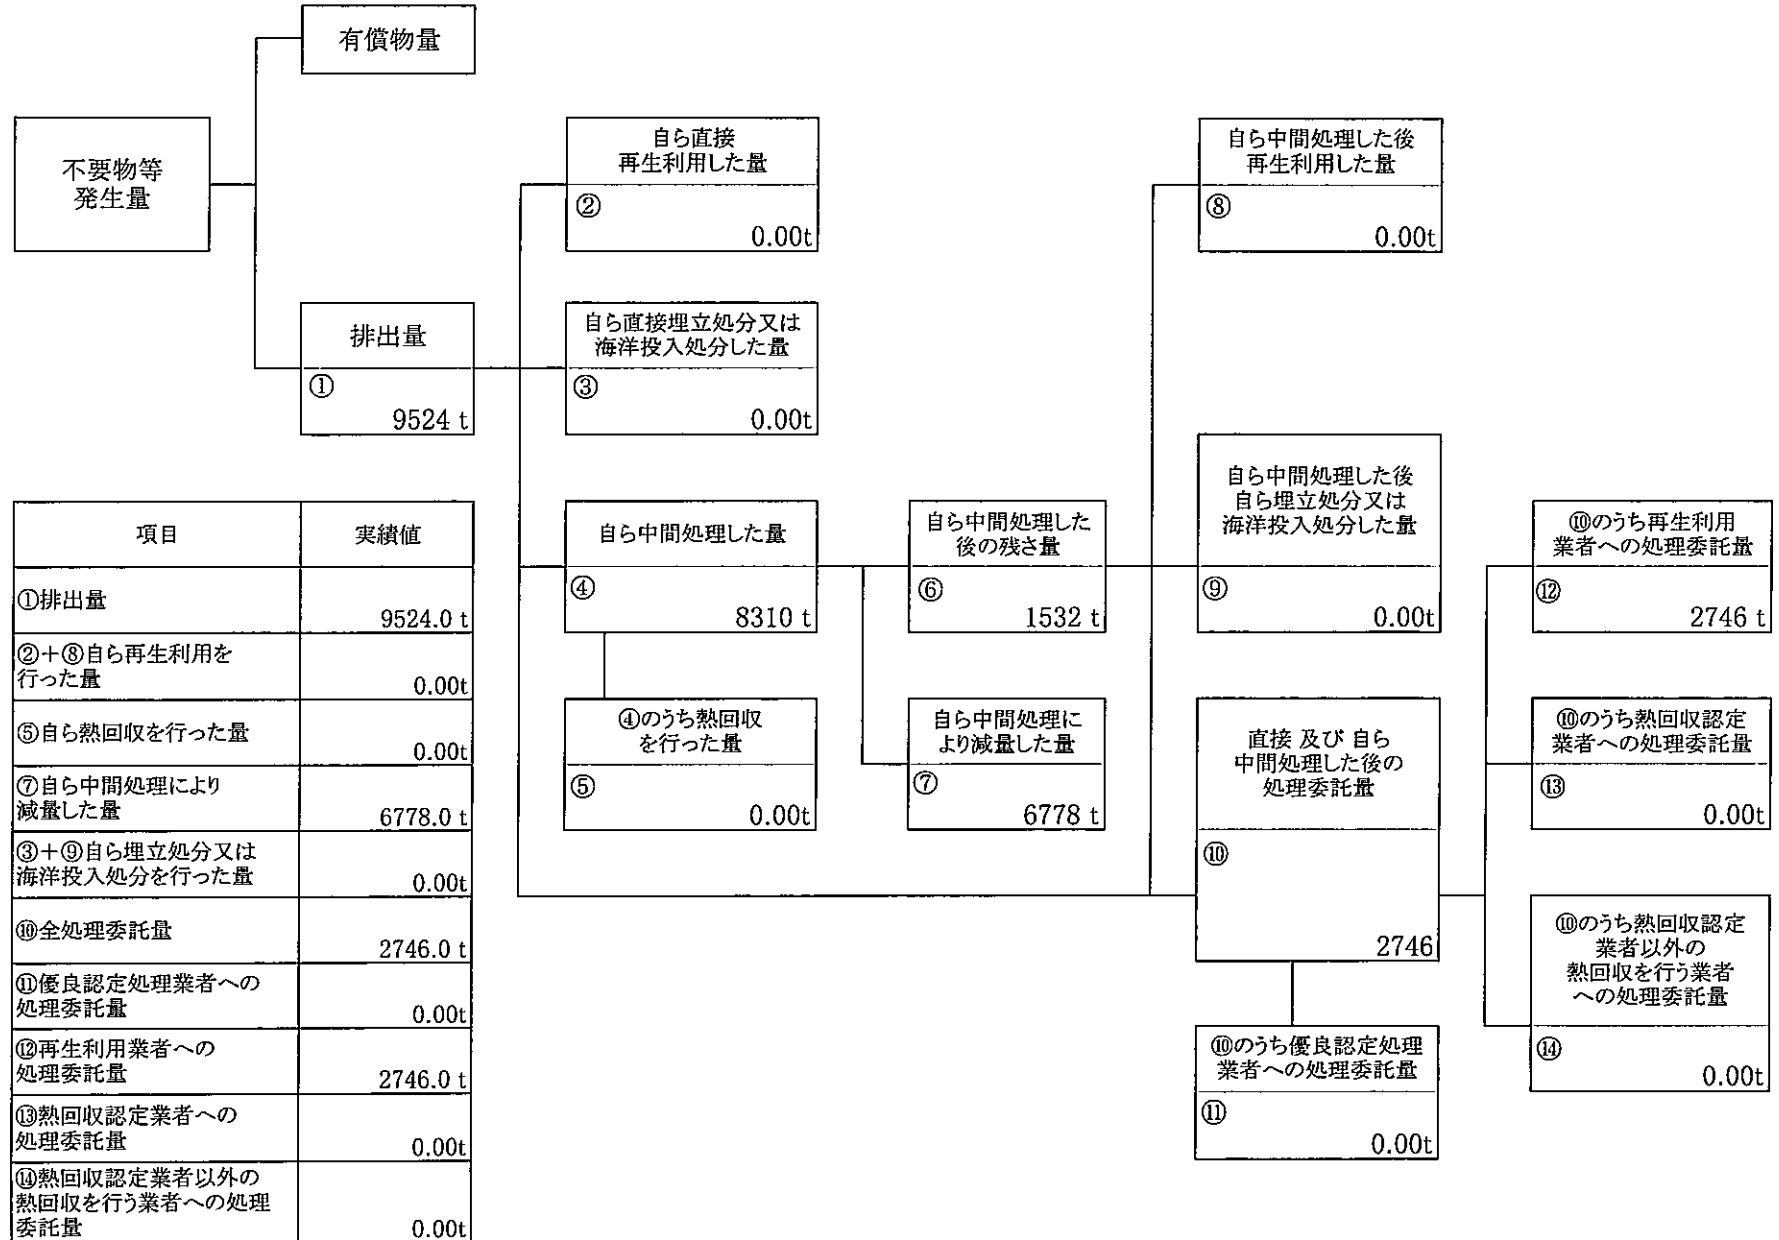 有償物量
不要物等
発生量
自ら直接
再生利用した量
②
0.00t
自ら中間処理した後
再生利用した量
⑧
0.00t
排出量
①
9524 t
自ら直接埋立処分又は
海洋投入処分した量
③
0.00t
自ら中間処理した量
④
8310 t
自ら中間処理した
後の残さ量
⑥
1532 t
自ら中間処理した後
自ら埋立処分又は
海洋投入処分した量
⑨
0.00t
⑩のうち再生利用
業者への処理委託量
⑫
2746 t
④のうち熱回収
を行った量
⑤
0.00t
自ら中間処理に
より減量した量
⑦
6778 t
直接 及び 自ら
中間処理した後の
処理委託量
⑩
2746
⑩のうち熱回収認定
業者への処理委託量
⑬
0.00t
⑩のうち熱回収認定
業者以外の
熱回収を行う業者
への処理委託量
⑭
0.00t
⑩のうち優良認定処理
業者への処理委託量
⑪
0.00t
項目 実績値
①排出量
9524.0 t
②+⑧自ら再生利用を
行った量
0.00t
⑤自ら熱回収を行った量
0.00t
⑦自ら中間処理により
減量した量
6778.0 t
③+⑨自ら埋立処分又は
海洋投入処分を行った量
0.00t
⑩全処理委託量
2746.0 t
⑪優良認定処理業者への
処理委託量
0.00t
⑫再生利用業者への
処理委託量
2746.0 t
⑬熱回収認定業者への
処理委託量
0.00t
⑭熱回収認定業者以外の
熱回収を行う業者への処理
委託量
0.00t